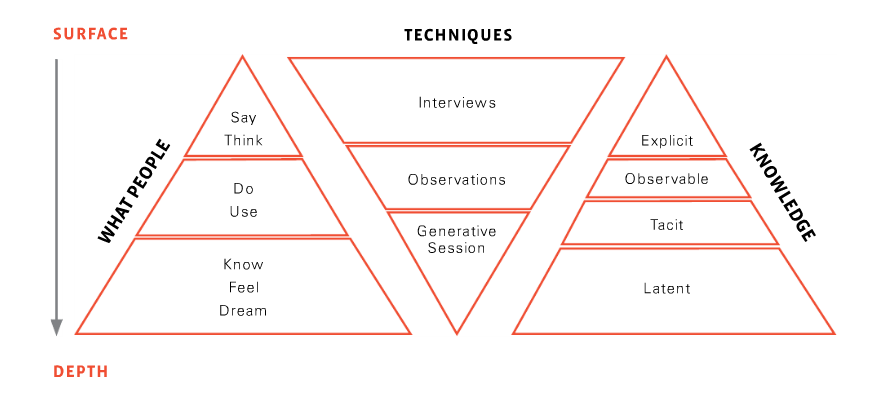 SURFACE
TECHNIQUES
WHAT PEOPLE
Say
Think
Do
Use
Know
Feel
Dream
Interviews
Observations
Generative
Session
Explicit
Observable
Tacit
Latent
KNOWLEDGE
DEPTH